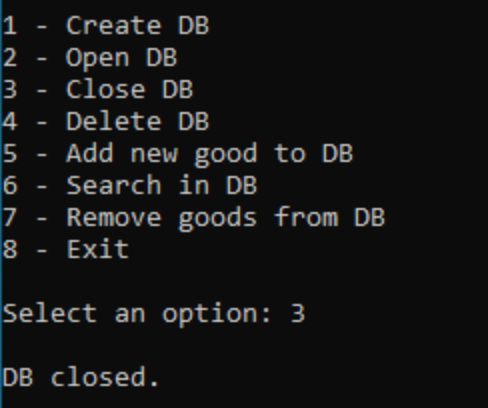 1 - Create DB
2 - Open DB
3 - Close DB
4 - Delete DB
5 - Add new good to DB
6 - Search in DB
7 - Remove goods from DB
8 - Exit
Select an option: 3
DB closed.